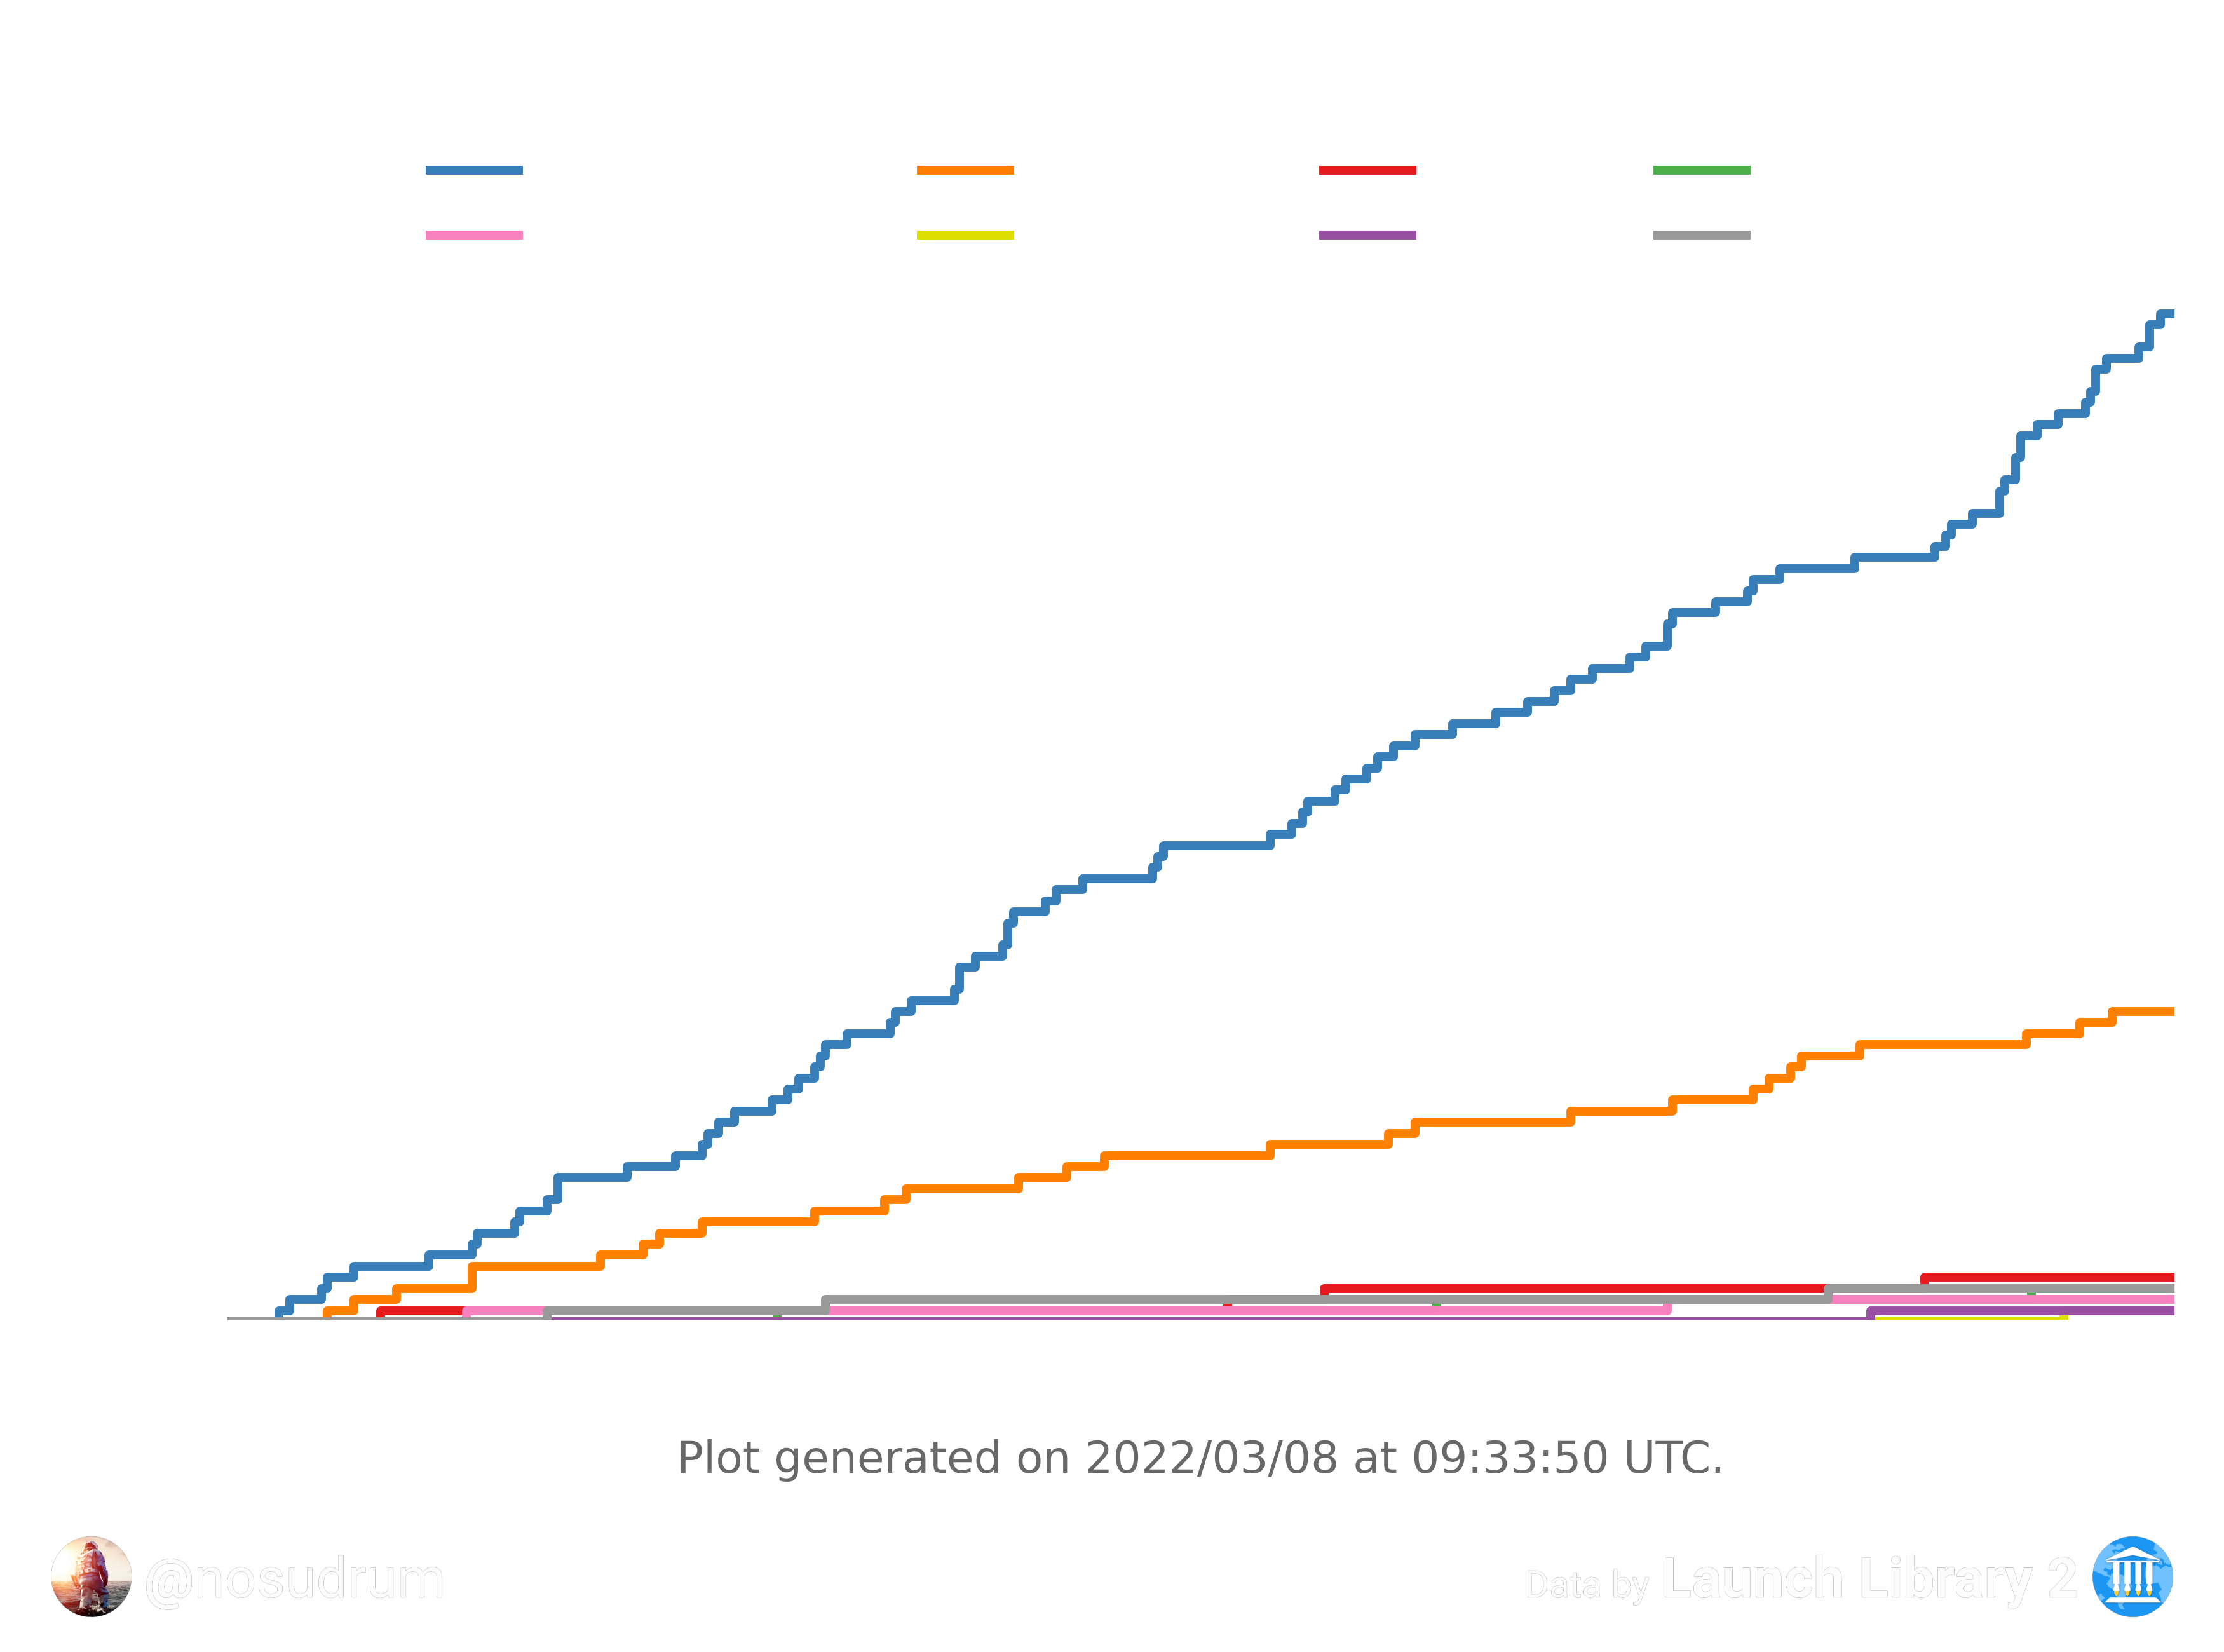 Plot generated on 2022/03/08 at 09:33:50 UTC.
@nosudrum
Data by Launch Library 2